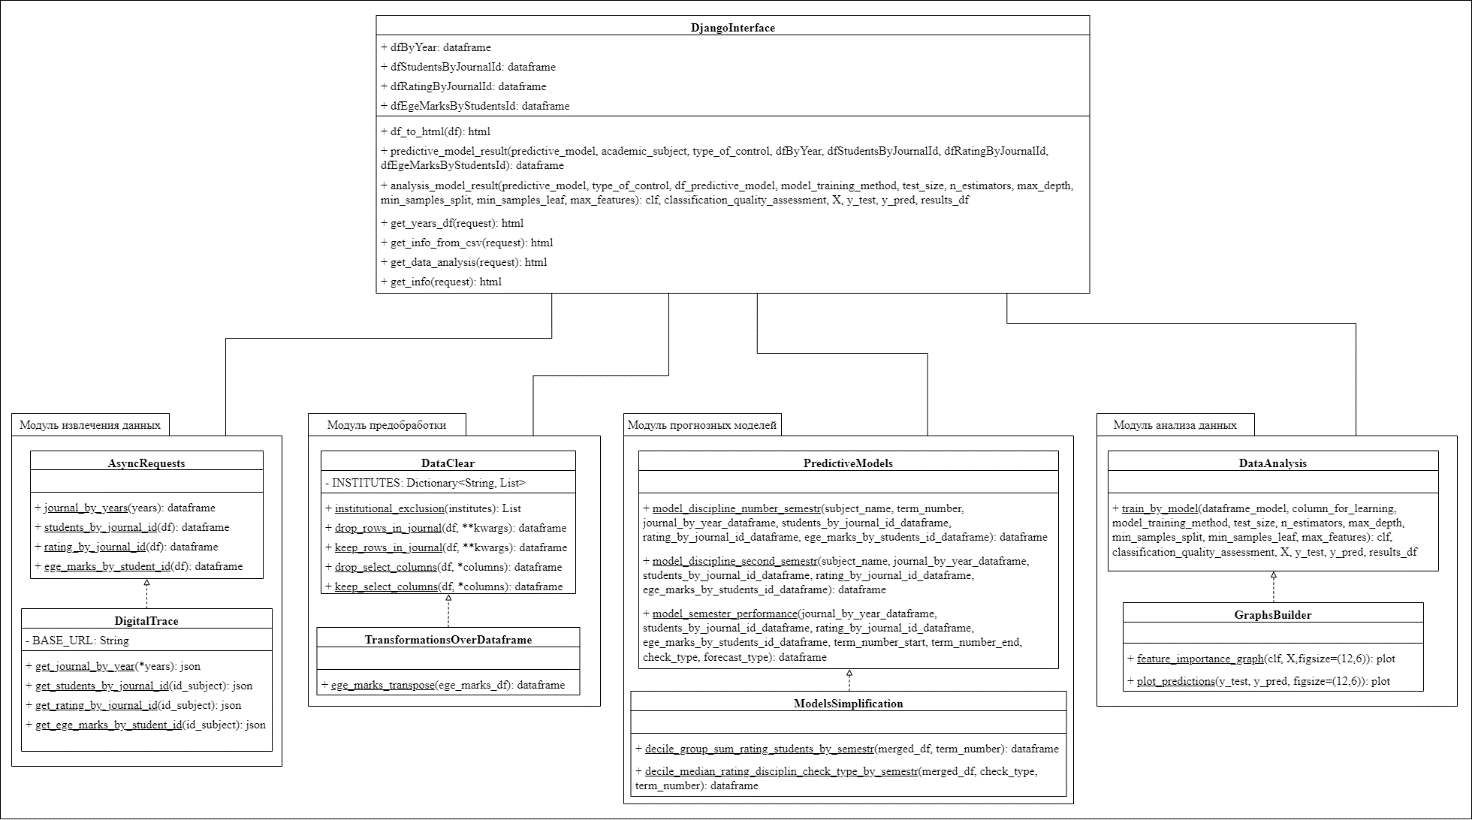 DjangoInterface
+ dfByYear: dataframe
+ dfStudentsByJournalId: dataframe
+ dfRatingByJournalId: dataframe
+ dfEgeMarksByStudentsId: dataframe
+ df_to_html(df): html
+ predictive_model_result(predictive_model, academic_subject, type_of_control, dfByYear, dfStudentsByJournalId, dfRatingByJournalId,
dfEgeMarksByStudentsId): dataframe
+ analysis_model_result(predictive_model, type_of_control, df_predictive_model, model_training_method, test_size, n_estimators, max_depth,
min_samples_split, min_samples_leaf, max_features): clf, classification_quality_assessment, X, y_test, y_pred, results_df
+ get_years_df(request): html
+ get_info_from_csv(request): html
+ get_data_analysis(request): html
+ get_info(request): html
Модуль извлечения данных
AsyncRequests
+ journal_by_years(years): dataframe
+ students_by_journal_id(df): dataframe
+ rating_by_journal_id(df): dataframe
+ ege_marks_by_student_id(df): dataframe
DigitalTrace
- BASE_URL: String
+ get_journal_by_year(*years): json
+ get_students_by_journal_id(id_subject): json
+ get_rating_by_journal_id(id_subject): json
+ get_ege_marks_by_student_id(id_subject): json
Модуль предобработки
DataClear
- INSTITUTES: Dictionary<String, List>
+ institutional_exclusion(institutes): List
+ drop_rows_in_journal(df, **kwargs): dataframe
+ keep_rows_in_journal(df, **kwargs): dataframe
+ drop_select_columns(df, *columns): dataframe
+ keep_select_columns(df, *columns): dataframe
TransformationsOverDataframe
+ ege_marks_transpose(ege_marks_df): dataframe
Модуль прогнозных моделей
PredictiveModels
+ model_discipline_number_semestr(subject_name, term_number,
journal_by_year_dataframe, students_by_journal_id_dataframe,
rating_by_journal_id_dataframe, ege_marks_by_students_id_dataframe): dataframe
+ model_discipline_second_semestr(subject_name, journal_by_year_dataframe,
students_by_journal_id_dataframe, rating_by_journal_id_dataframe,
ege_marks_by_students_id_dataframe): dataframe
+ model_semester_performance(journal_by_year_dataframe,
students_by_journal_id_dataframe, rating_by_journal_id_dataframe,
ege_marks_by_students_id_dataframe, term_number_start, term_number_end,
check_type, forecast_type): dataframe
ModelsSimplification
+ decile_group_sum_rating_students_by_semestr(merged_df, term_number): dataframe
+ decile_median_rating_disciplin_check_type_by_semestr(merged_df, check_type,
term_number): dataframe
Модуль анализа данных
DataAnalysis
+ train_by_model(dataframe_model, column_for_learning,
model_training_method, test_size, n_estimators, max_depth,
min_samples_split, min_samples_leaf, max_features): clf,
classification_quality_assessment, X, y_test, y_pred, results_df
GraphsBuilder
+ feature_importance_graph(clf, X,figsize=(12,6)): plot
+ plot_predictions(y_test, y_pred, figsize=(12,6)): plot